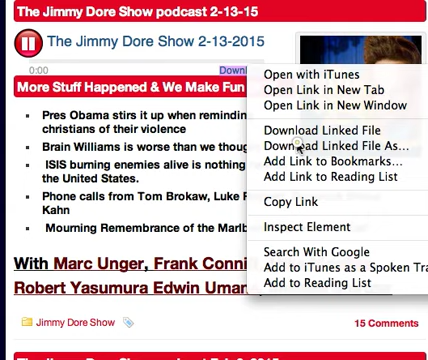 The Jimmy Dore Show podcast 2-13-15
The Jimmy Dore Show 2-13-2015
0:00
Downl
Open with iTunes
Open Link in New Tab
Open Link in New Window
Download Linked File
Download Linked File As...
Add Link to Bookmarks...
Add Link to Reading List
Copy Link
Inspect Element
Search With Google
Add to iTunes as a Spoken Tra
Add to Reading List
More Stuff Happened & We Make Fun
Pres Obama stirs it up when remindin
christians of their violence
Brian Williams is worse than we thoug
ISIS burning enemies alive is nothing
the United States.
Phone calls from Tom Brokaw, Luke
Kahn
Mourning Remembrance of the Marlb
With Marc Unger, Frank Conni
Robert Yasumura Edwin Uman
Jimmy Dore Show
15 Comments